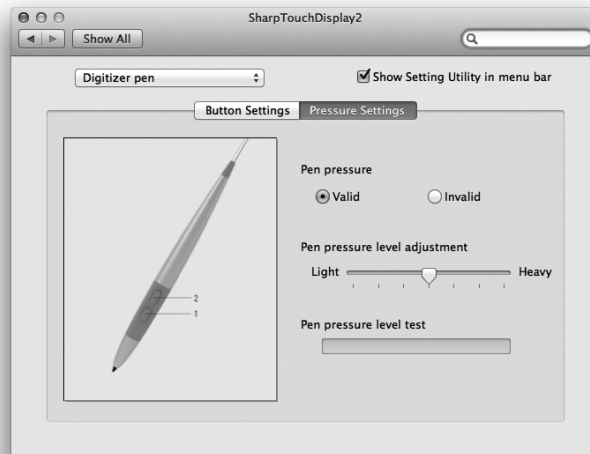 SharpTouchDisplay2
Show All
Digitizer pen
Show Setting Utility in menu bar
Button Settings
Pressure Settings
Pen pressure
Valid
Invalid
Pen pressure level adjustment
Light
Heavy
2
1
Pen pressure level test